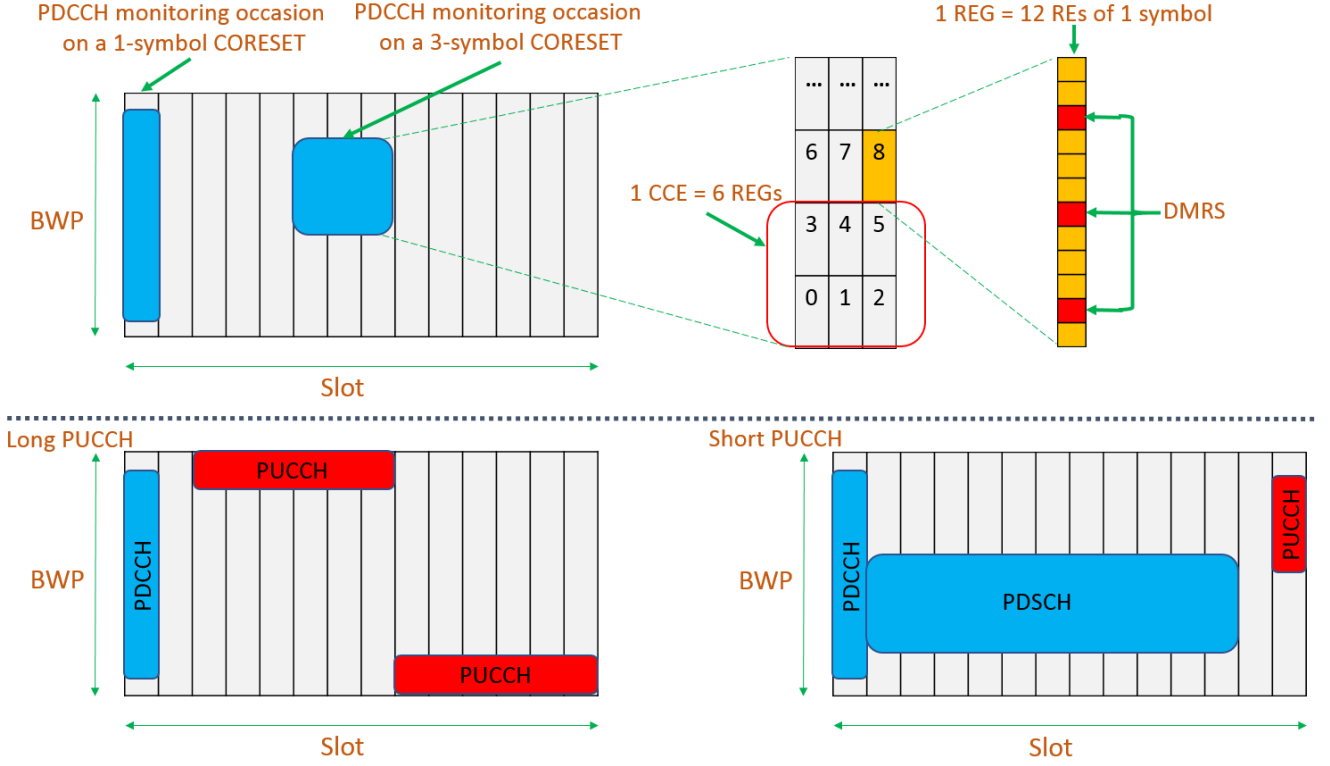 PDCCH monitoring occasion
on a 1-symbol CORESET
PDCCH monitoring occasion
on a 3-symbol CORESET
1 REG = 12 REs of 1 symbol
... ... ...
6 7 8
3 4 5
0 1 2
1 CCE = 6 REGs
DMRS
BWP
Slot
Long PUCCH
PUCCH
PDCCH
BWP
PUCCH
Slot
Short PUCCH
PDCCH
BWP
PDSCH
PUCCH
Slot